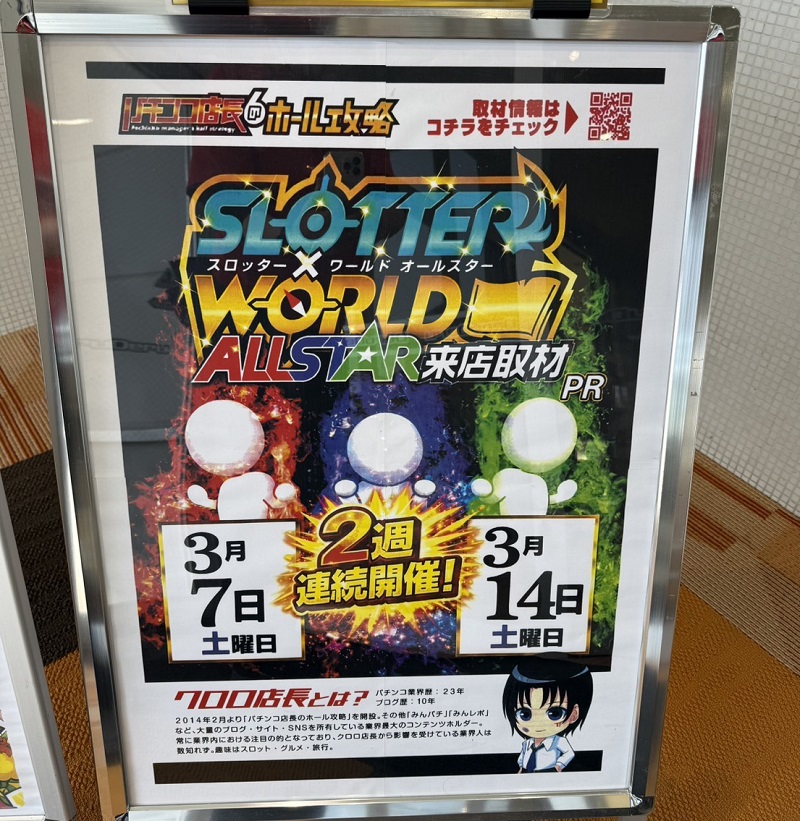 パチンコ店長のホール攻略
Pachinko manager's hall strategy
取材情報は
コチラをチェック
SLOTTER
スロッター×ワールド オールスター
WORLD
ALLSTAR来店取材
PR
2週
連続開催!
3月
7日
土曜日
3月
14日
土曜日
クロロ店長とは?
パチンコ業界歴：23年
ブログ歴：10年
2014年2月より「パチンコ店長のホール攻略」を開設。その他「みんパチ」「みんレポ」
など、大量のブログ・サイト・SNSを所有している業界最大のコンテンツホルダー。
常に業界内における注目の的となっており、クロロ店長から影響を受けている業界人は
数知れず。趣味はスロット・グルメ・旅行。